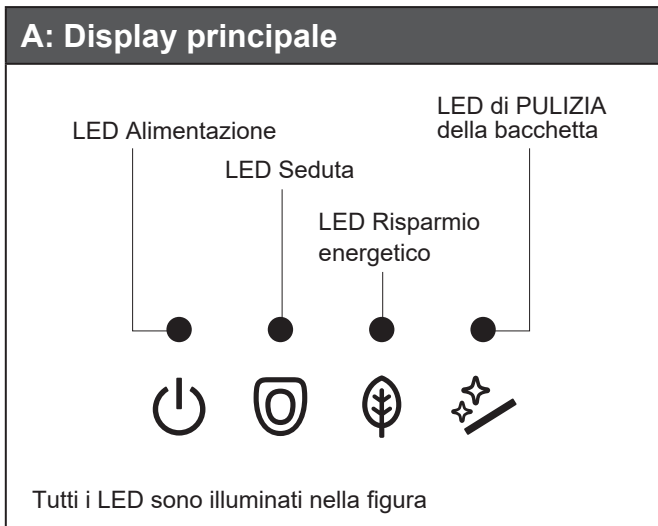 A: Display principale
LED Alimentazione
LED Seduta
LED Risparmio
energetico
LED di PULIZIA
della bacchetta
Tutti i LED sono illuminati nella figura